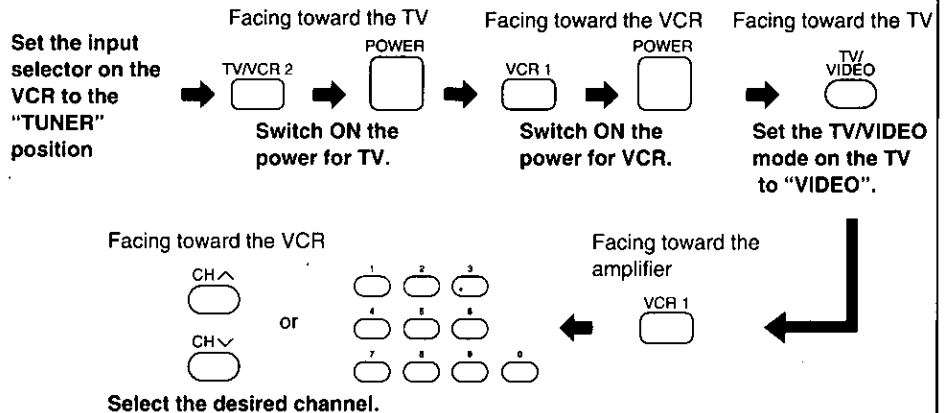 Set the input
selector on the
VCR to the
“TUNER”
position
Facing toward the TV
TV/VCR 2
POWER
Switch ON the
power for TV.
Facing toward the VCR
VCR 1
POWER
Switch ON the
power for VCR.
Facing toward the TV
TV/
VIDEO
Set the TV/VIDEO
mode on the TV
to “VIDEO”.
Facing toward the
amplifier
VCR 1
Facing toward the VCR
CH
CH
or
1 2 3
4 5 6
7 8 9 0
Select the desired channel.